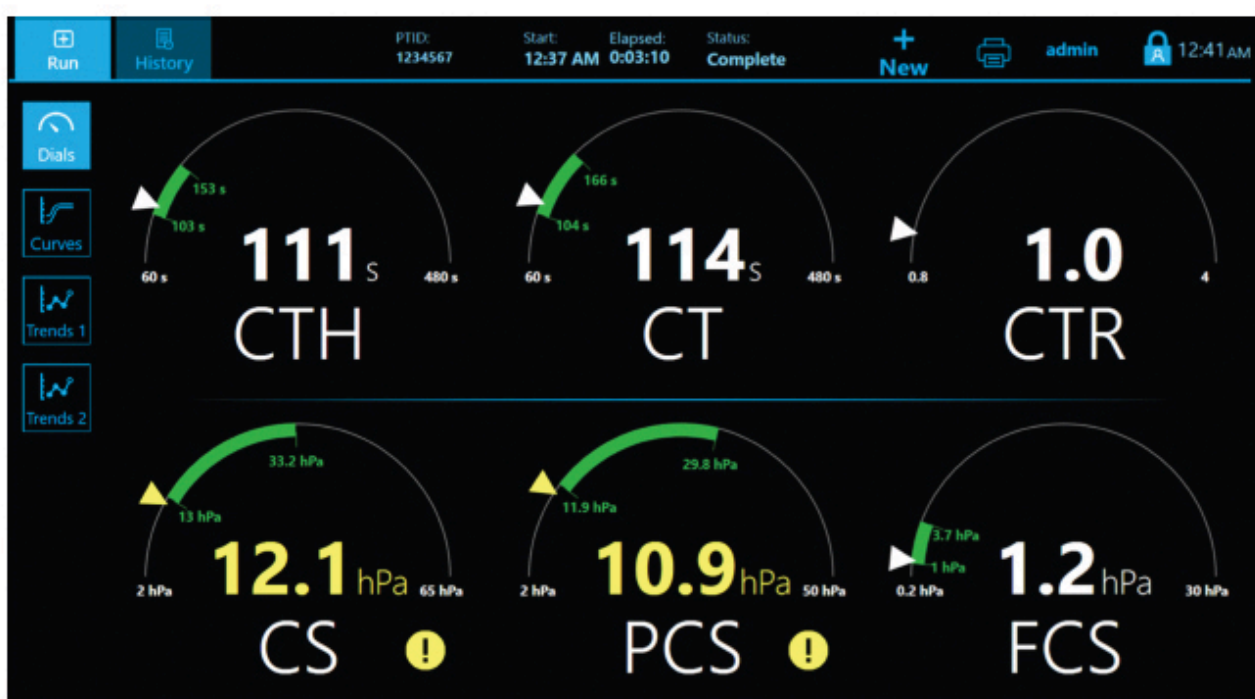 Run
History
PTID:
1234567
Start:
12:37 AM
Elapsed:
0:03:10
Status:
Complete
+
New
admin
12:41 AM
Dials
Curves
Trends 1
Trends 2
153 s
103 s
60 s
111 s
480 s
CTH
166 s
104 s
60 s
114 s
480 s
CT
0.8
1.0
4
CTR
33.2 hPa
13 hPa
2 hPa
12.1 hPa
65 hPa
CS
!
29.8 hPa
11.9 hPa
2 hPa
10.9 hPa
50 hPa
PCS
!
3.7 hPa
1 hPa
0.2 hPa
1.2 hPa
30 hPa
FCS